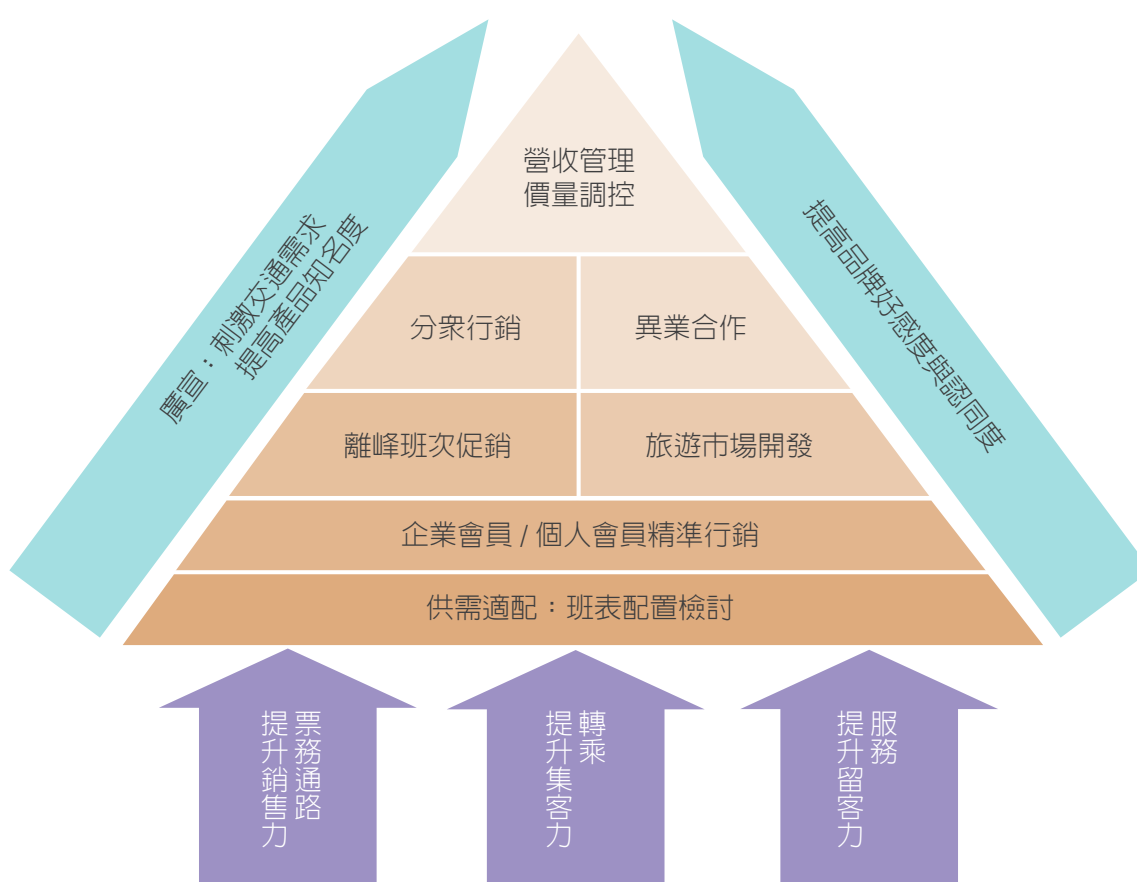 營收管理
價量調控
廣宣：刺激交通需求
提高產品知名度
提高品牌好感度與認同度
分眾行銷
異業合作
離峰班次促銷
旅遊市場開發
企業會員 / 個人會員精準行銷
供需適配：班表配置檢討
票務通路
提升銷售力
轉乘
提升集客力
服務
提升留客力